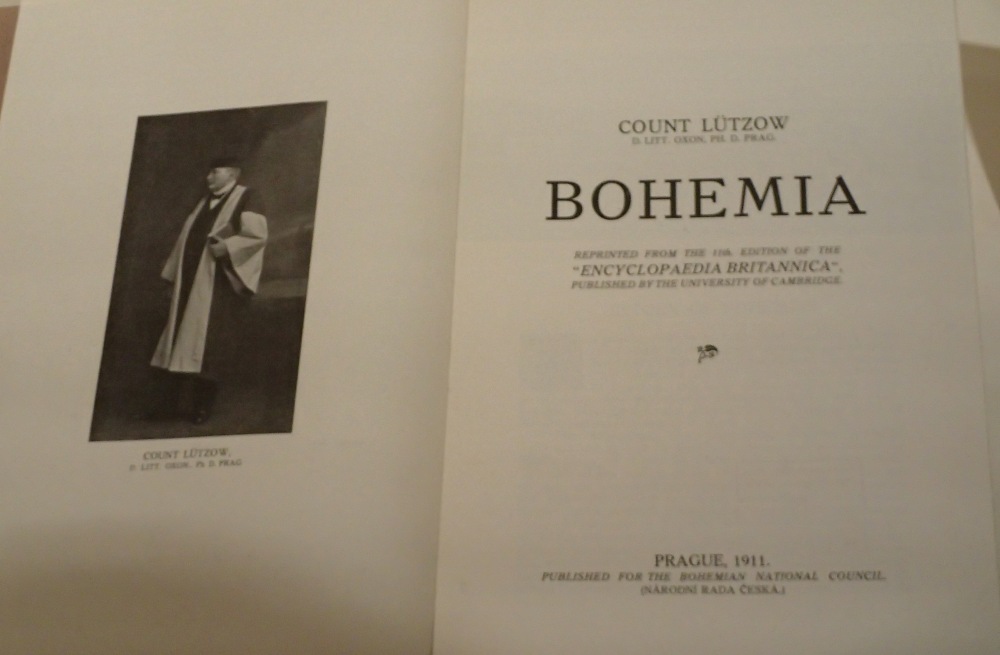 COUNT LÜTZOW,
D. LITT. OXON. Ph. D. PRAG
COUNT LÜTZOW
D. LITT. OXON. PH. D. PRAG.
BOHEMIA
REPRINTED FROM THE 11th. EDITION OF THE
"ENCYCLOPAEDIA BRITANNICA",
PUBLISHED BY THE UNIVERSITY OF CAMBRIDGE.
PRAGUE, 1911.
PUBLISHED FOR THE BOHEMIAN NATIONAL COUNCIL.
(NÁRODNÍ RADA ČESKÁ.)